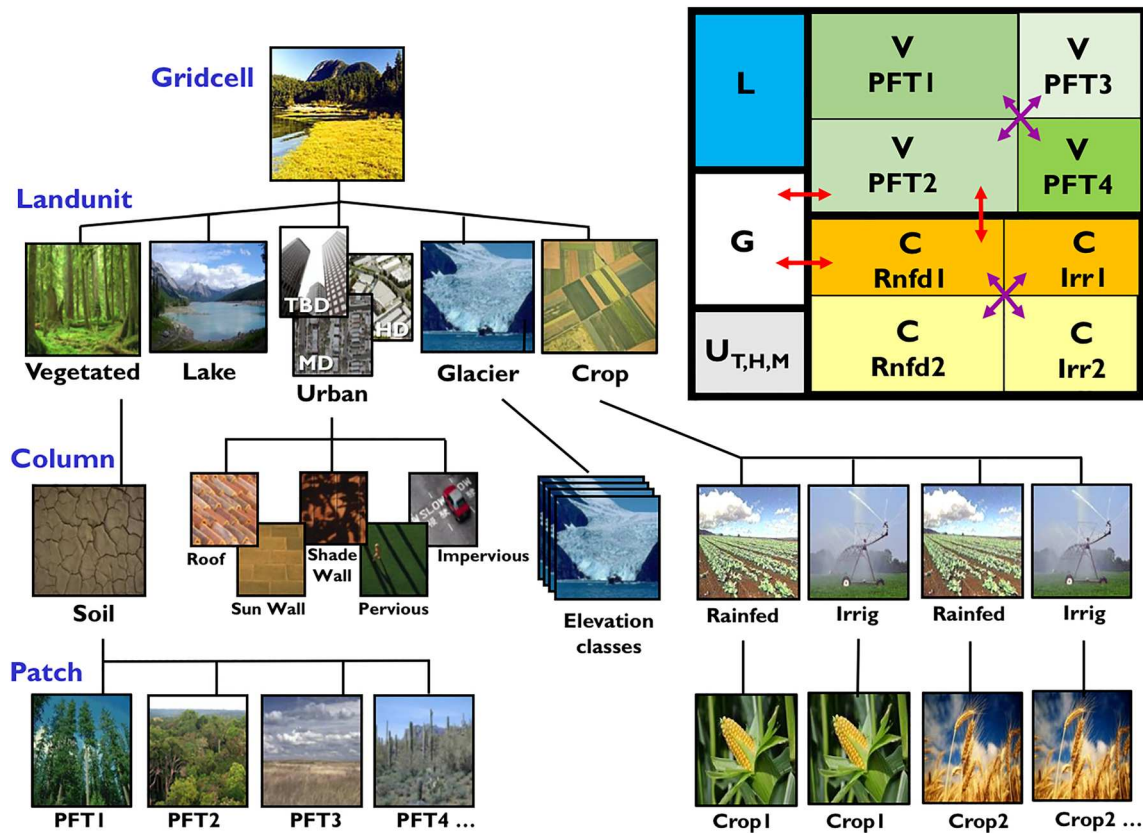 Gridcell
Landunit
TBD
HD
MD
Vegetated
Lake
Urban
Glacier
Crop
L
G
U T,H,M
V
PFT1
V
PFT3
V
PFT2
V
PFT4
C
Rnfd1
C
Irr1
C
Rnfd2
C
Irr2
Column
Soil
Roof
Sun Wall
Shade
Wall
Pervious
SLOW
Impervious
Elevation
classes
Rainfed
Irrig
Rainfed
Irrig
Patch
PFT1
PFT2
PFT3
PFT4 ...
Crop1
Crop1
Crop2
Crop2 ...